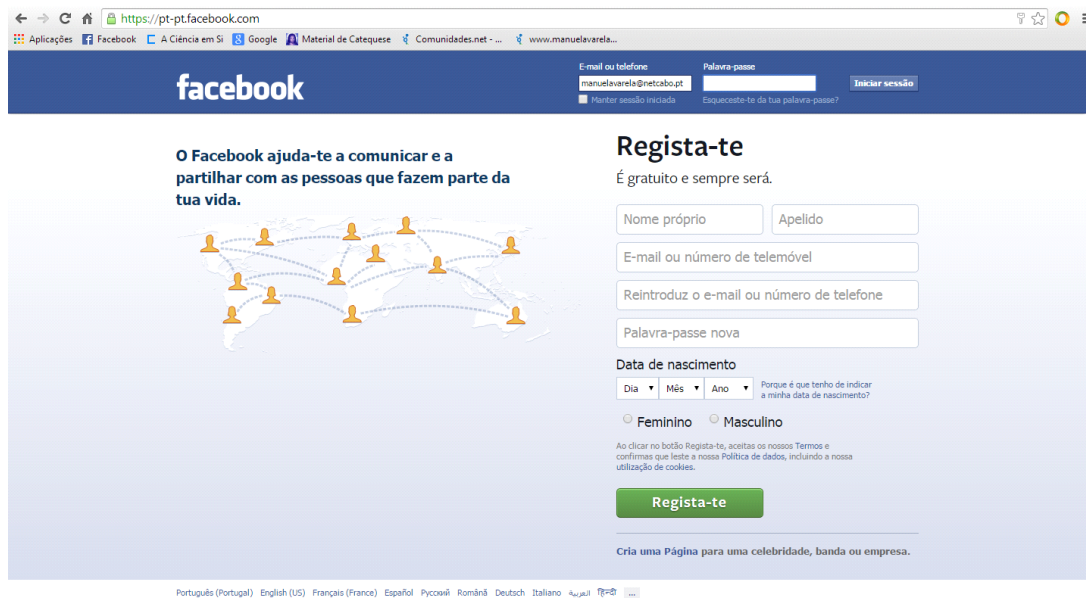 https://pt-pt.facebook.com
Aplicações Facebook A Ciência em Si Google Material de Catequese Comunidades.net - ... www.manuelavarela...
facebook
E-mail ou telefone Palavra-passe
manuelavarela@netcabo.pt Iniciar sessão
Manter sessão iniciada Esqueceste-te da tua palavra-passe?
O Facebook ajuda-te a comunicar e a
partilhar com as pessoas que fazem parte da
tua vida.
Regista-te
É gratuito e sempre será.
Nome próprio Apelido
E-mail ou número de telemóvel
Reintroduz o e-mail ou número de telefone
Palavra-passe nova
Data de nascimento
Dia Mês Ano Porque é que tenho de indicar
a minha data de nascimento?
Feminino Masculino
Ao clicar no botão Regista-te, aceitas os nossos Termos e
confirmas que leste a nossa Política de dados, incluindo a nossa
utilização de cookies.
Regista-te
Cria uma Página para uma celebridade, banda ou empresa.
Português (Portugal) English (US) Français (France) Español Русский Română Deutsch Italiano العربية हिन्दी ...